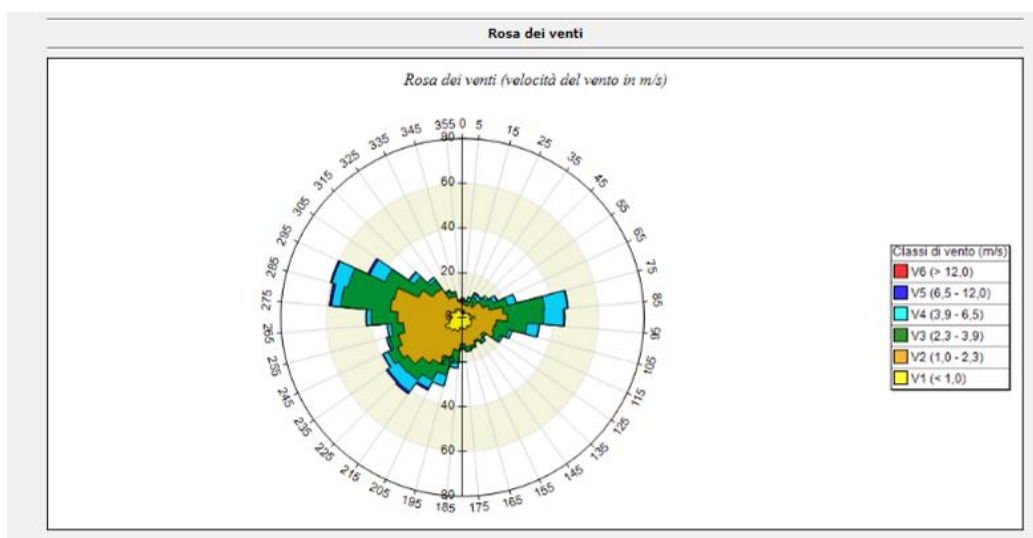 Rosa dei venti
Rosa dei venti (velocità del vento in m/s)
355 0 5
345 15
335 25
325 35
315 45
305 55
295 65
285 75
275 85
265 95
255 105
245 115
235 125
225 135
215 145
205 155
195 185 175 165
80
60
40
20
40
60
80
Classi di vento (m/s)
V6 (> 12,0)
V5 (6,5 - 12,0)
V4 (3,9 - 6,5)
V3 (2,3 - 3,9)
V2 (1,0 - 2,3)
V1 (< 1,0)